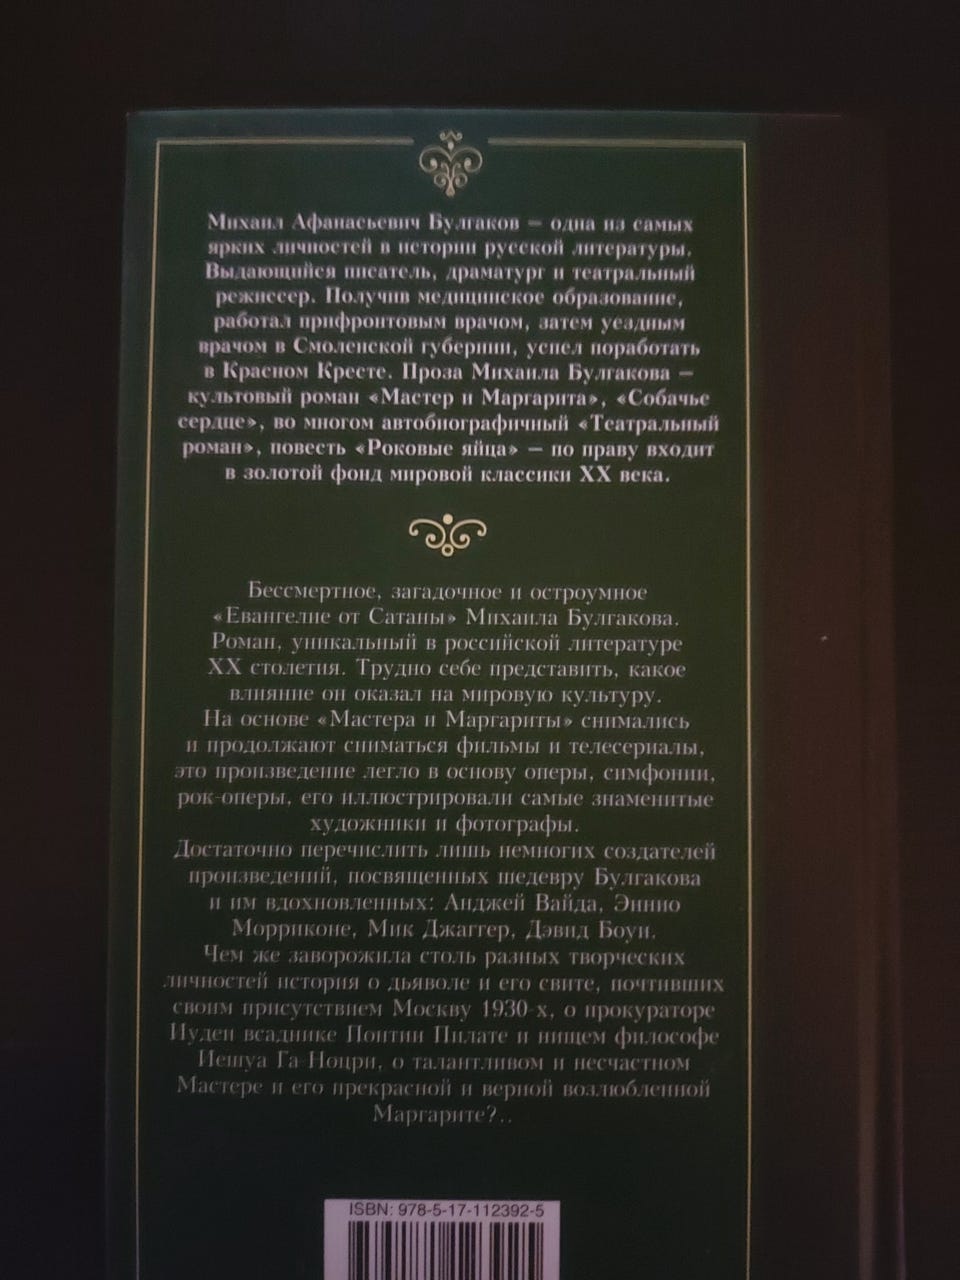 Михаил Афанасьевич Булгаков — одна из самых
ярких личностей в истории русской литературы.
Выдающийся писатель, драматург и театральный
режиссер. Получив медицинское образование,
работал прифронтовым врачом, затем уездным
врачом в Смоленской губернии, успел поработать
в Красном Кресте. Проза Михаила Булгакова —
культовый роман «Мастер и Маргарита», «Собачье
сердце», во многом автобиографичный «Театральный
роман», повесть «Роковые яйца» — по праву входит
в золотой фонд мировой классики XX века.
Бессмертное, загадочное и остроумное
«Евангелие от Сатаны» Михаила Булгакова.
Роман, уникальный в российской литературе
XX столетия. Трудно себе представить, какое
влияние он оказал на мировую культуру.
На основе «Мастера и Маргариты» снимались
и продолжают сниматься фильмы и телесериалы,
это произведение легло в основу оперы, симфонии,
рок-оперы, его иллюстрировали самые знаменитые
художники и фотографы.
Достаточно перечислить лишь немногих создателей
произведений, посвященных шедевру Булгакова
и им вдохновленных: Анджей Вайда, Эннио
Морриконе, Мик Джаггер, Дэвид Боуи.
Чем же заворожила столь разных творческих
личностей история о дьяволе и его свите, почтивших
своим присутствием Москву 1930-х, о прокураторе
Иудеи всаднике Понтии Пилате и нищем философе
Иешуа Га-Ноцри, о талантливом и несчастном
Мастере и его прекрасной и верной возлюбленной
Маргарите?..
ISBN: 978-5-17-112392-5